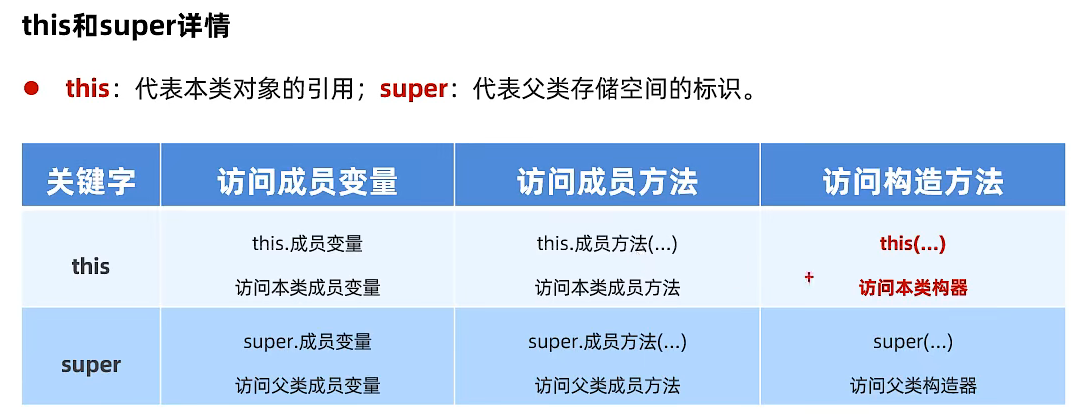 this和super详情
this：代表本类对象的引用；super：代表父类存储空间的标识。
关键字 访问成员变量 访问成员方法 访问构造方法
this
this.成员变量
访问本类成员变量
this.成员方法(...)
访问本类成员方法
this(...)
访问本类构器
super
super.成员变量
访问父类成员变量
super.成员方法(...)
访问父类成员方法
super(...)
访问父类构造器